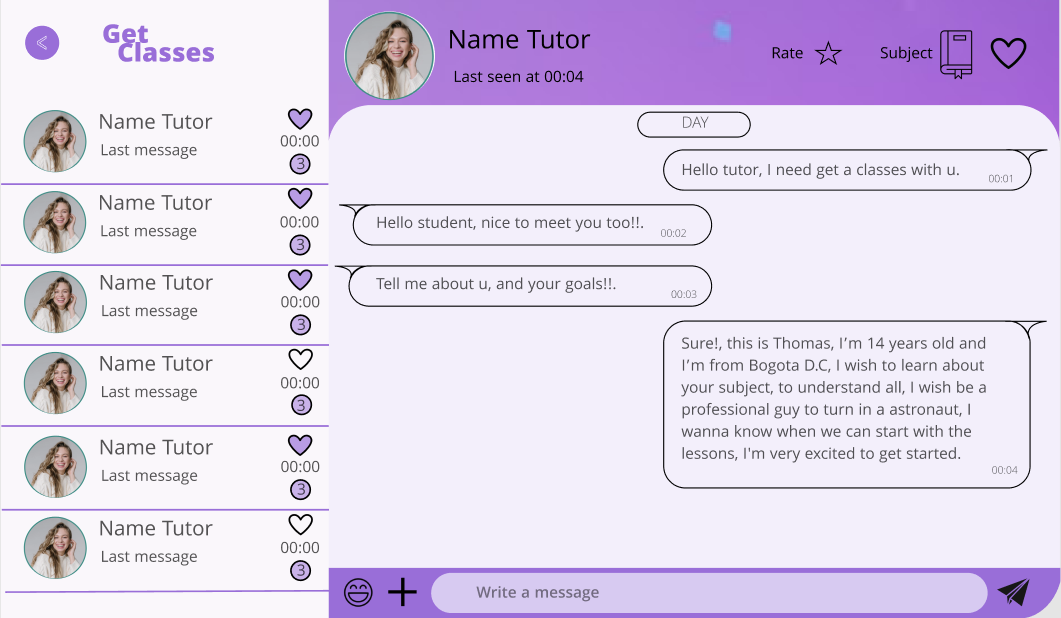 Get
Classes
Name Tutor
Last message
00:00
3
Name Tutor
Last message
00:00
3
Name Tutor
Last message
00:00
3
Name Tutor
Last message
00:00
3
Name Tutor
Last message
00:00
3
Name Tutor
Last message
00:00
3
Name Tutor
Last seen at 00:04
Rate
Subject
DAY
Hello tutor, I need get a classes with u.
00:01
Hello student, nice to meet you too!!.
00:02
Tell me about u, and your goals!!.
00:03
Sure!, this is Thomas, I’m 14 years old and
I’m from Bogota D.C, I wish to learn about
your subject, to understand all, I wish be a
professional guy to turn in a astronaut, I
wanna know when we can start with the
lessons, I'm very excited to get started.
00:04
Write a message